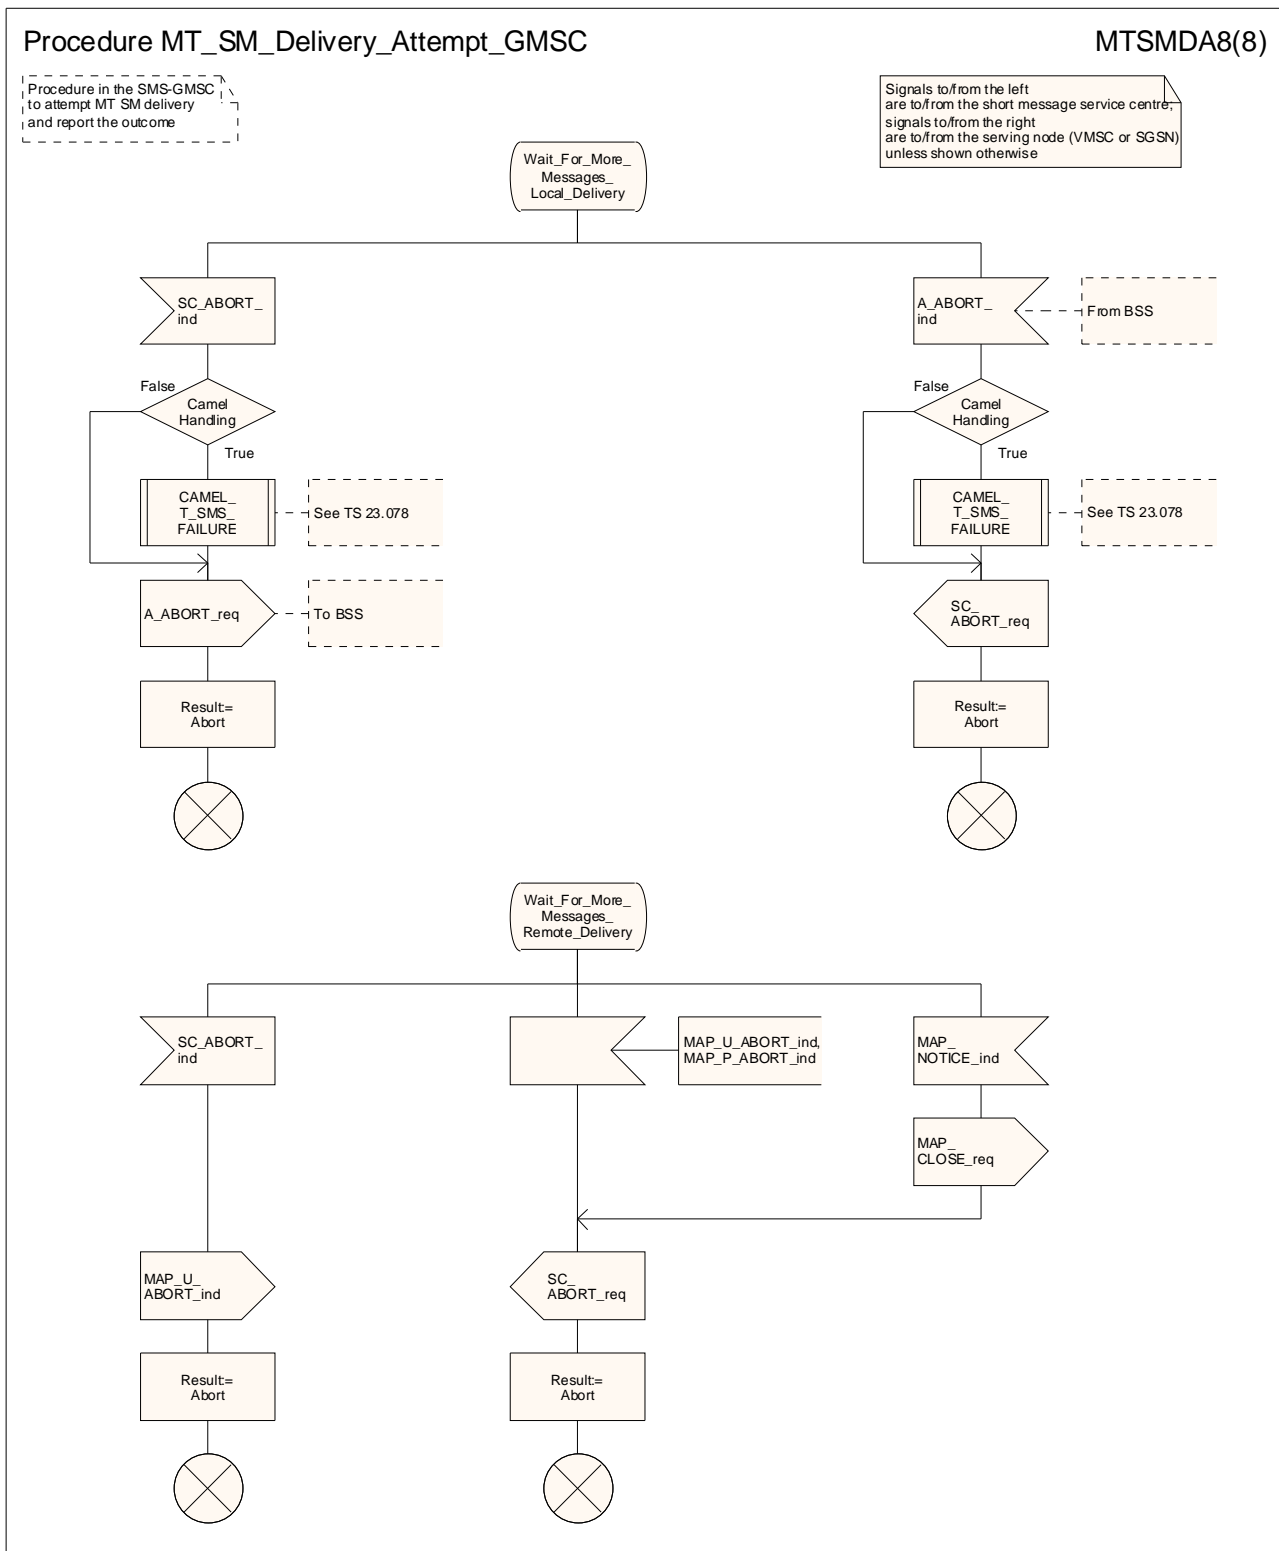 Procedure MT_SM_Delivery_Attempt_GMSC
MTSMDA8(8)
Procedure in the SMS-GMSC
to attempt MT SM delivery
and report the outcome
Signals to/from the left
are to/from the short message service centre;
signals to/from the right
are to/from the serving node (VMSC or SGSN)
unless shown otherwise
Wait_For_More_
Messages_
Local_Delivery
SC_ABORT_
ind
A_ABORT_
ind
From BSS
False
Camel
Handling
True
False
Camel
Handling
True
CAMEL_
T_SMS_
FAILURE
See TS 23.078
CAMEL_
T_SMS_
FAILURE
See TS 23.078
A_ABORT_req
To BSS
SC_
ABORT_req
Result:=
Abort
Result:=
Abort
Wait_For_More_
Messages_
Remote_Delivery
SC_ABORT_
ind
MAP_U_ABORT_ind,
MAP_P_ABORT_ind
MAP_
NOTICE_ind
MAP_
CLOSE_req
MAP_U_
ABORT_ind
SC_
ABORT_req
Result:=
Abort
Result:=
Abort